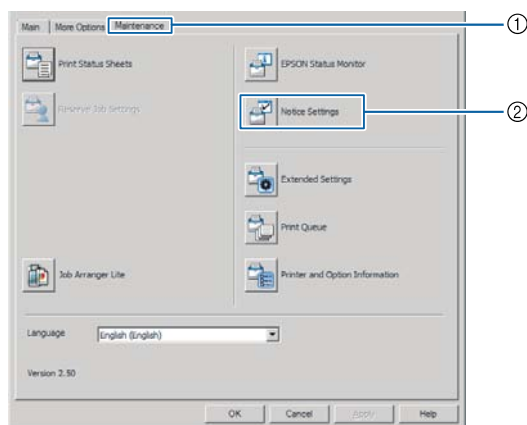 Main More Options Maintenance
①
Print Status Sheets
EPSON Status Monitor
Reserve Job Settings
Notice Settings
②
Extended Settings
Print Queue
Job Arranger Lite
Printer and Option Information
Language English (English)
Version 2.50
OK Cancel Apply Help